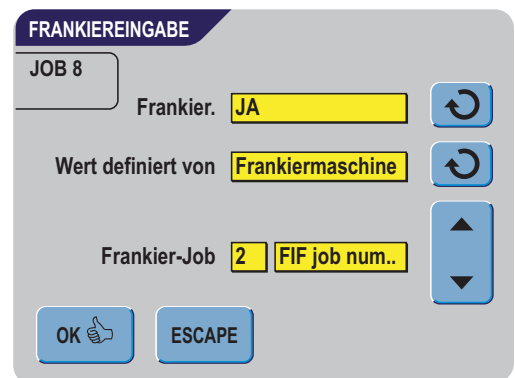 FRANKIEREINGABE
JOB 8
Frankier. JA
Wert definiert von Frankiermaschine
Frankier-Job 2 FIF job num..
OK ESCAPE